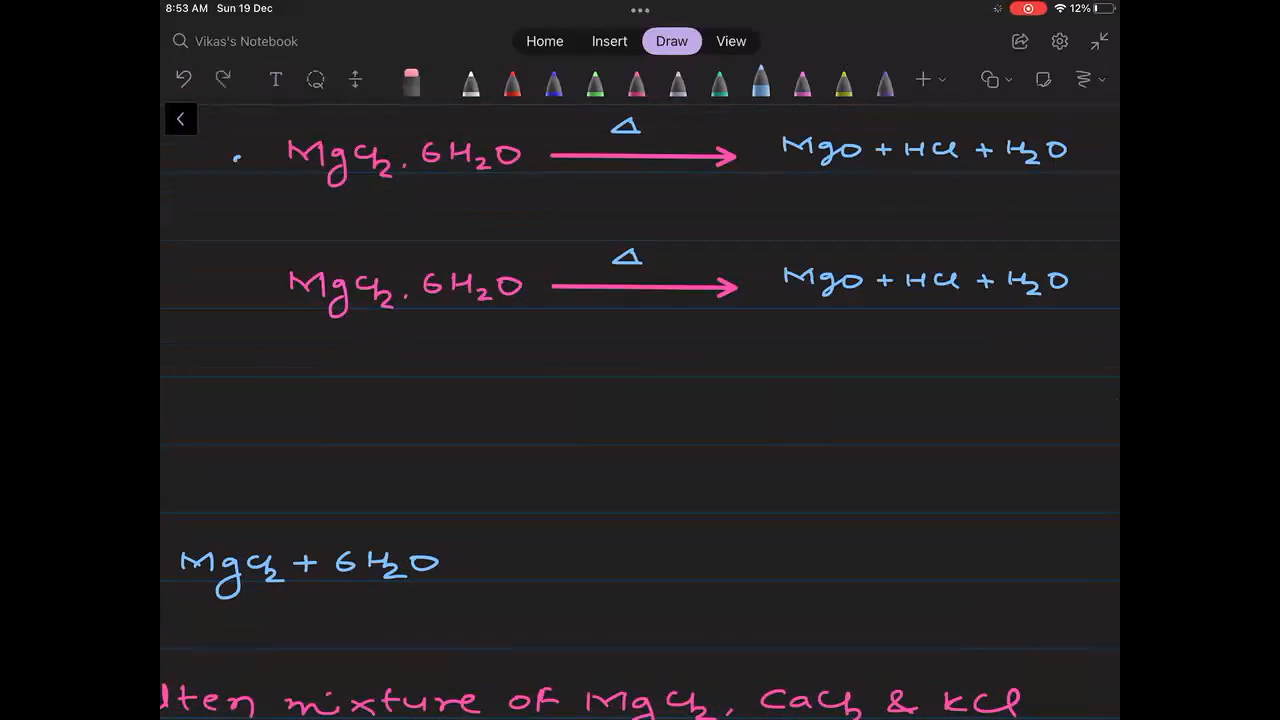 8:53 AM Sun 19 Dec
12%
Vikas's Notebook
Home Insert Draw View
Δ
• MgCl2 . 6H2O → MgO + HCl + H2O
Δ
MgCl2 . 6H2O → MgO + HCl + H2O
MgCl2 + 6H2O
lten mixture of MgCl2, CaCl2 & KCl